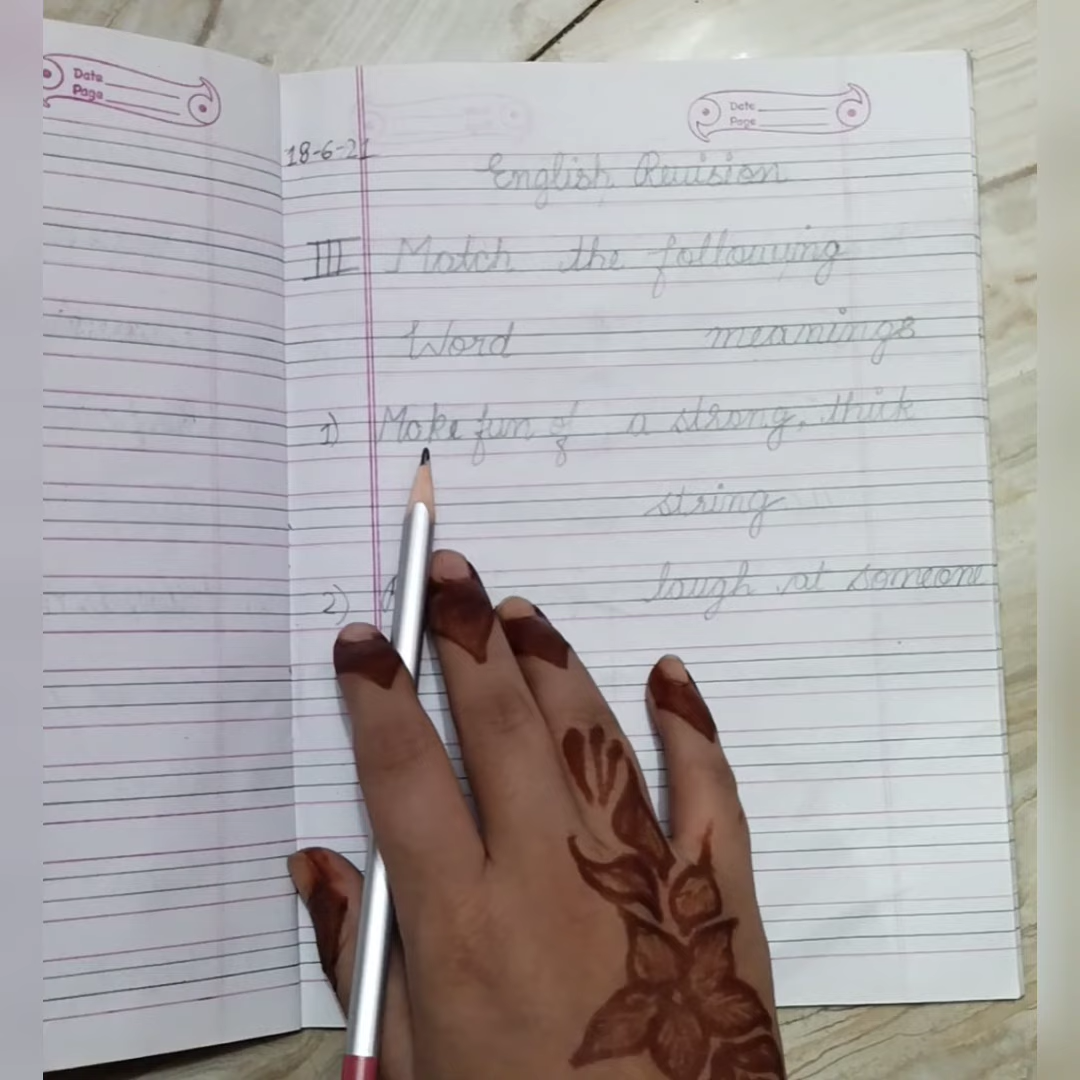 Date
Page
Date
Page
18-6-21
English Revision
III Match the following
Word meanings
1) Make fun of a strong, thick
string
2) laugh at someone